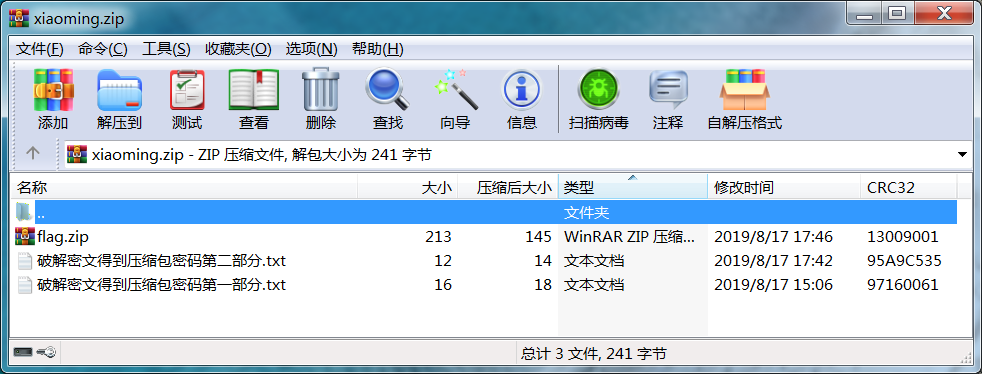 xiaoming.zip
文件(F) 命令(C) 工具(S) 收藏夹(O) 选项(N) 帮助(H)
添加 解压到 测试 查看 删除 查找 向导 信息 扫描病毒 注释 自解压格式
xiaoming.zip - ZIP 压缩文件, 解包大小为 241 字节
名称 大小 压缩后大小 类型 修改时间 CRC32
.. 文件夹
flag.zip 213 145 WinRAR ZIP 压缩... 2019/8/17 17:46 13009001
破解密文得到压缩包密码第二部分.txt 12 14 文本文档 2019/8/17 17:42 95A9C535
破解密文得到压缩包密码第一部分.txt 16 18 文本文档 2019/8/17 15:06 97160061
总计 3 文件, 241 字节